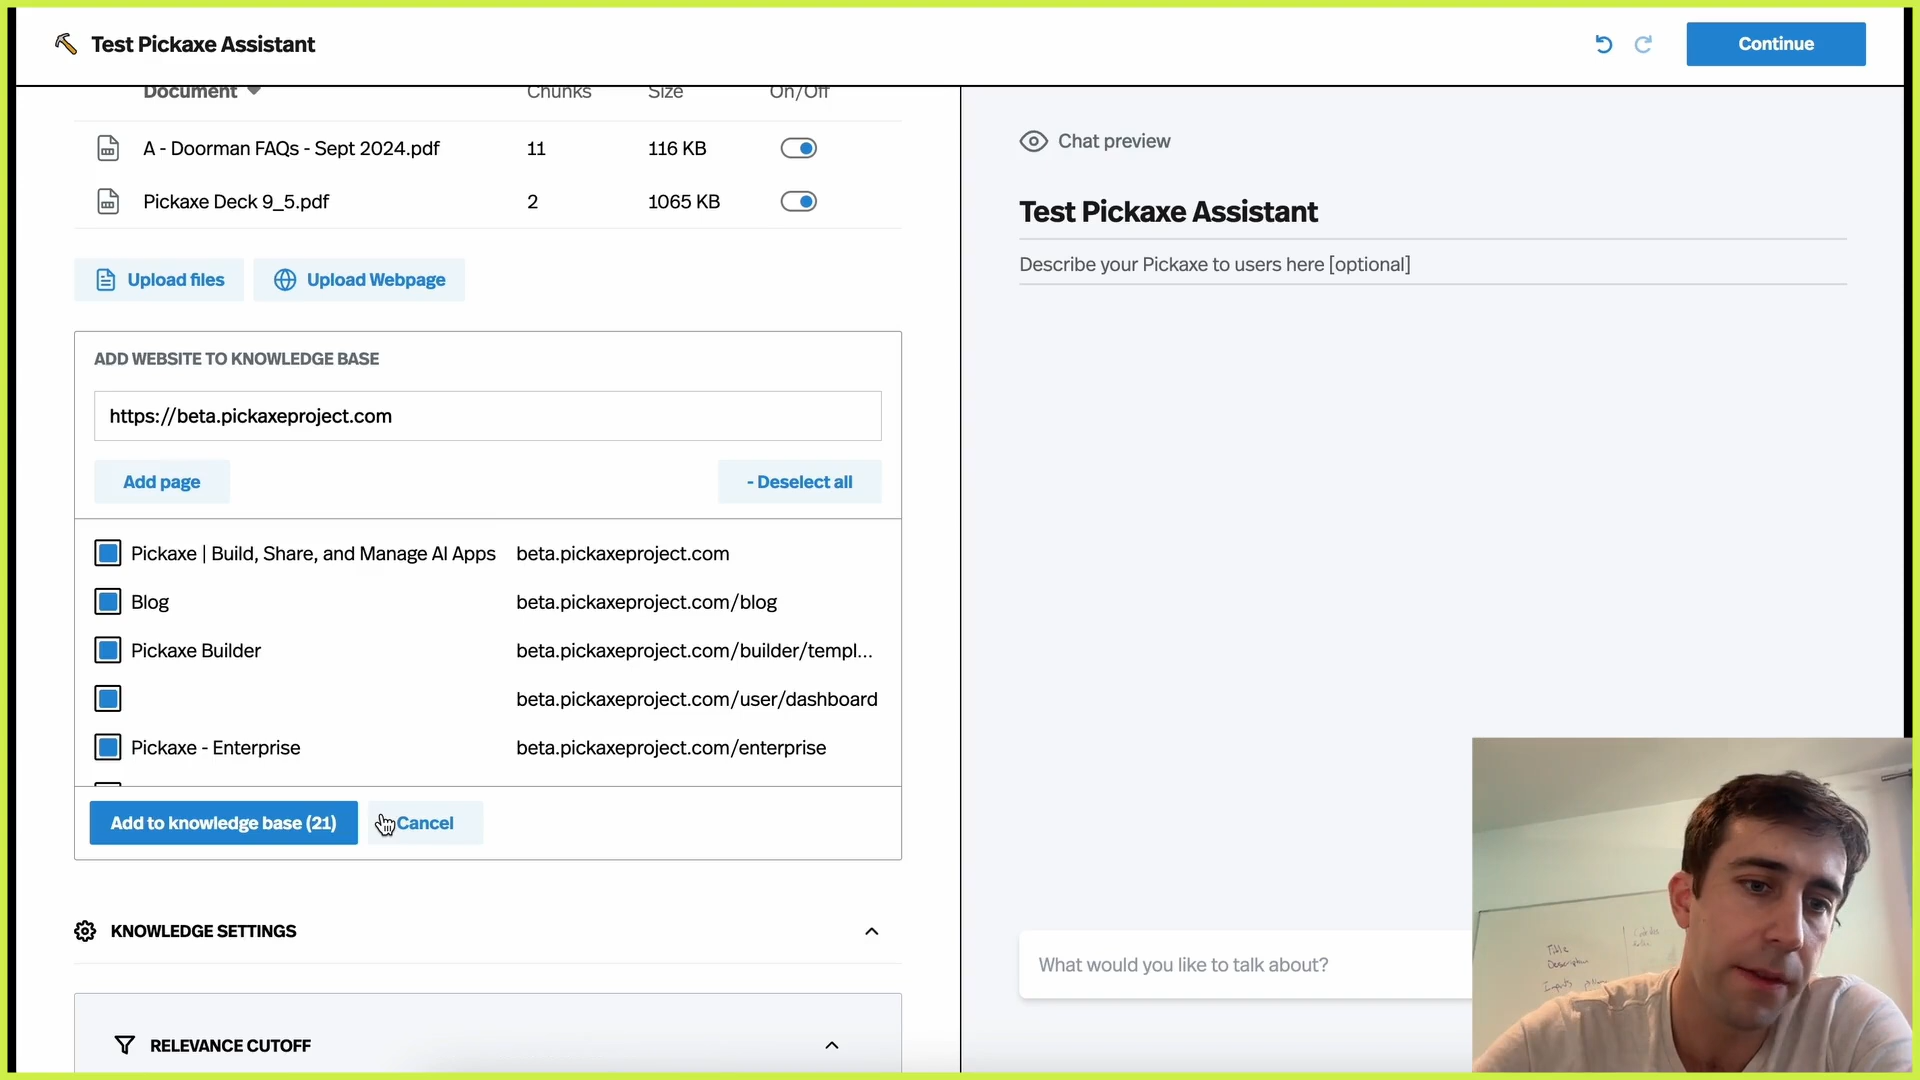 Test Pickaxe Assistant
Continue
Document Chunks Size On/Off
A - Doorman FAQs - Sept 2024.pdf 11 116 KB
Pickaxe Deck 9_5.pdf 2 1065 KB
Upload files Upload Webpage
ADD WEBSITE TO KNOWLEDGE BASE
https://beta.pickaxeproject.com
Add page - Deselect all
Pickaxe | Build, Share, and Manage AI Apps beta.pickaxeproject.com
Blog beta.pickaxeproject.com/blog
Pickaxe Builder beta.pickaxeproject.com/builder/templ...
beta.pickaxeproject.com/user/dashboard
Pickaxe - Enterprise beta.pickaxeproject.com/enterprise
Add to knowledge base (21) Cancel
KNOWLEDGE SETTINGS
RELEVANCE CUTOFF
Chat preview
Test Pickaxe Assistant
Describe your Pickaxe to users here [optional]
What would you like to talk about?
Title
Description
Inputs